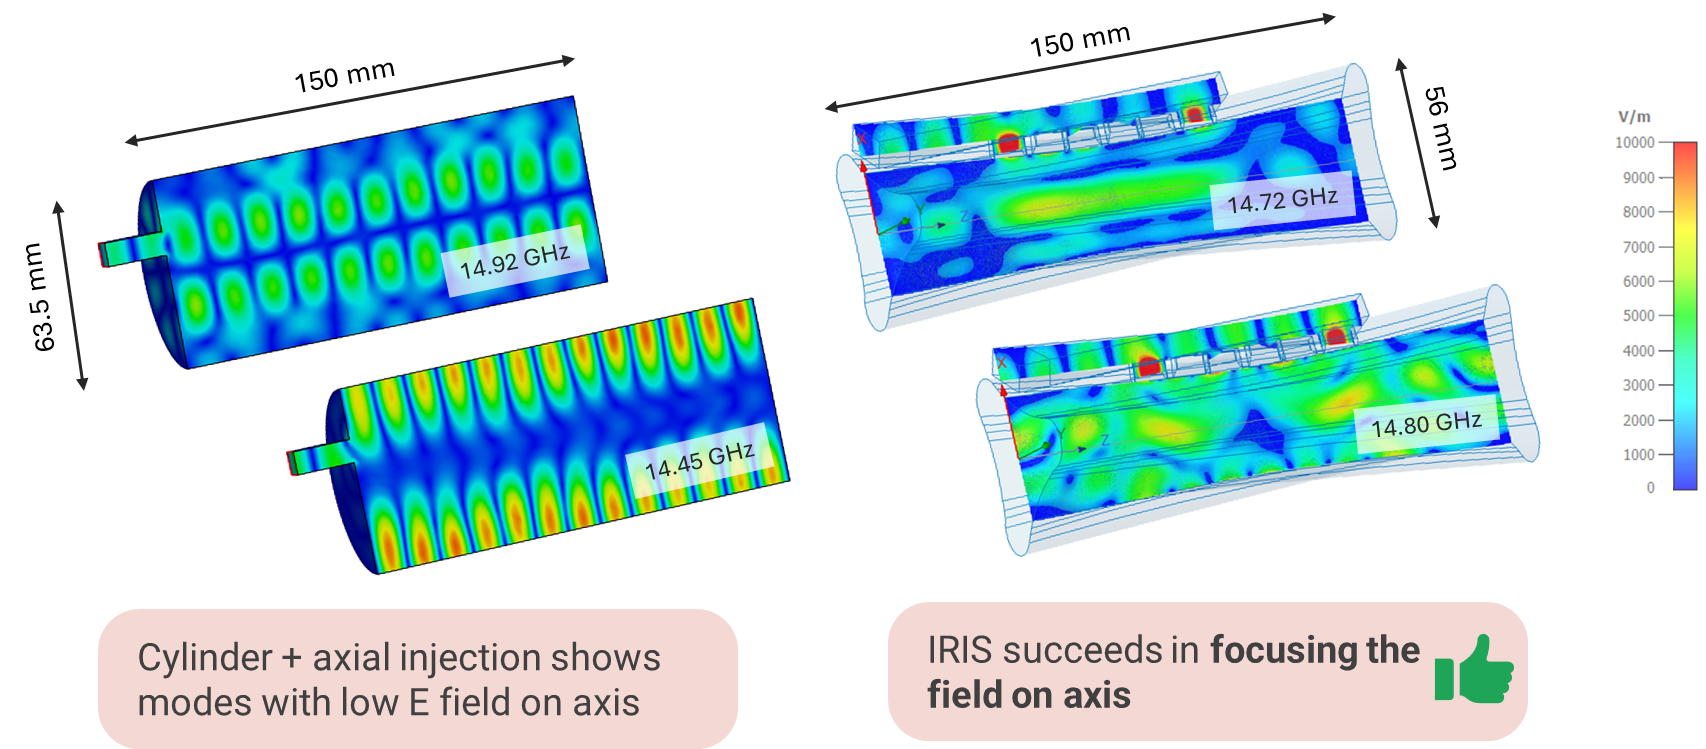 150 mm
63.5 mm
14.92 GHz
14.45 GHz
150 mm
56 mm
X
Z
14.72 GHz
X
Z
14.80 GHz
V/m
10000
9000
8000
7000
6000
5000
4000
3000
2000
1000
0
Cylinder + axial injection shows
modes with low E field on axis
IRIS succeeds in focusing the
field on axis